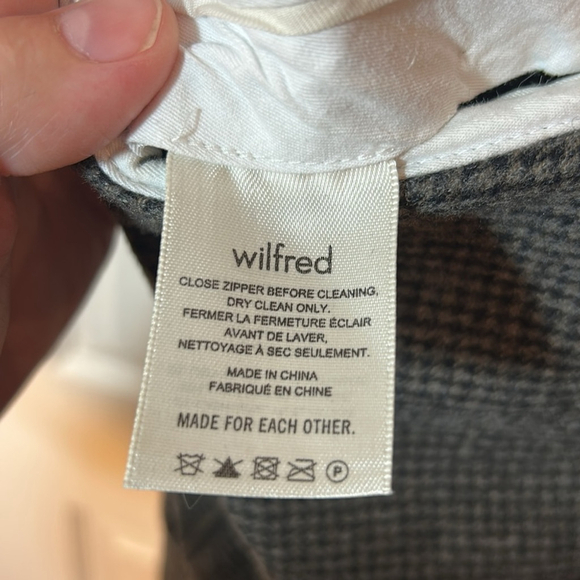 wilfred
CLOSE ZIPPER BEFORE CLEANING,
DRY CLEAN ONLY.
FERMER LA FERMETURE ÉCLAIR
AVANT DE LAVER,
NETTOYAGE À SEC SEULEMENT.
MADE IN CHINA
FABRIQUÉ EN CHINE
MADE FOR EACH OTHER.
P